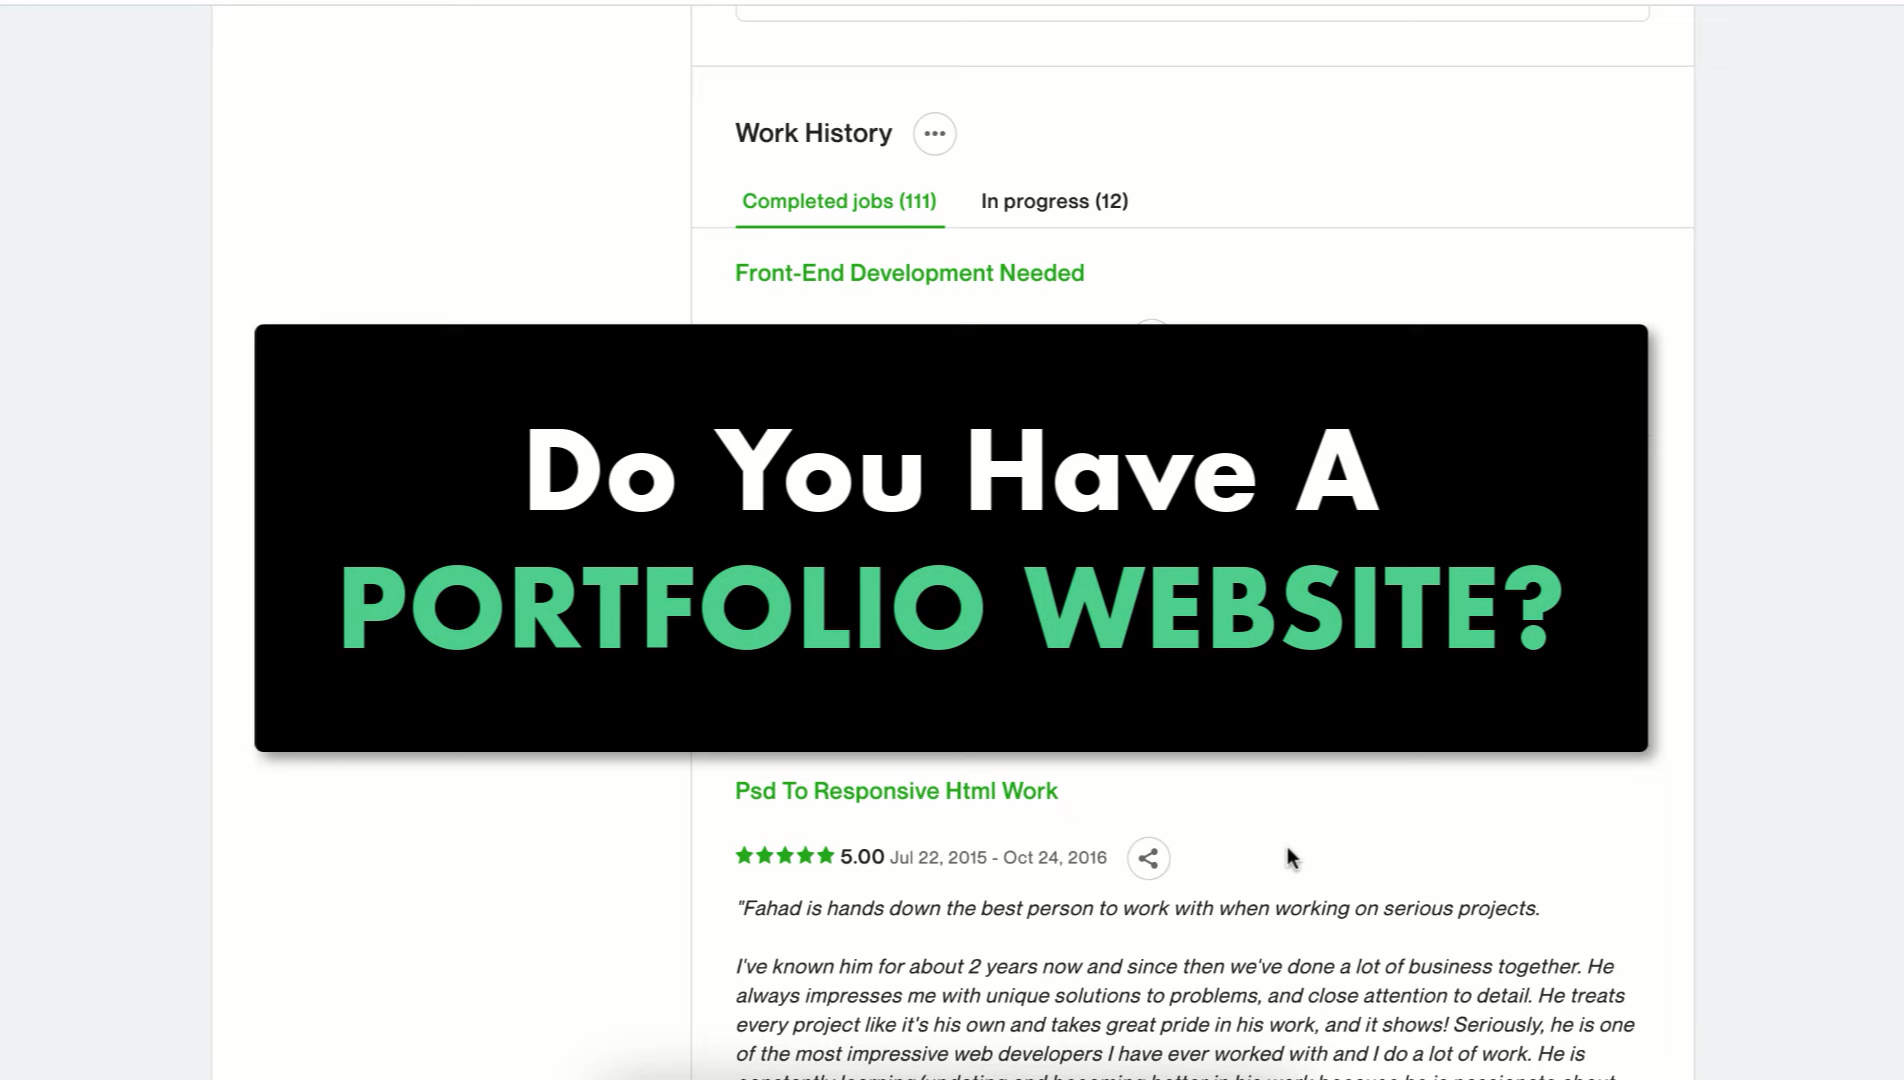 Work History
Completed jobs (111)
In progress (12)
Front-End Development Needed
Do You Have A
PORTFOLIO WEBSITE?
Psd To Responsive Html Work
5.00 Jul 22, 2015 - Oct 24, 2016
"Fahad is hands down the best person to work with when working on serious projects.
I've known him for about 2 years now and since then we've done a lot of business together. He
always impresses me with unique solutions to problems, and close attention to detail. He treats
every project like it's his own and takes great pride in his work, and it shows! Seriously, he is one
of the most impressive web developers I have ever worked with and I do a lot of work. He is